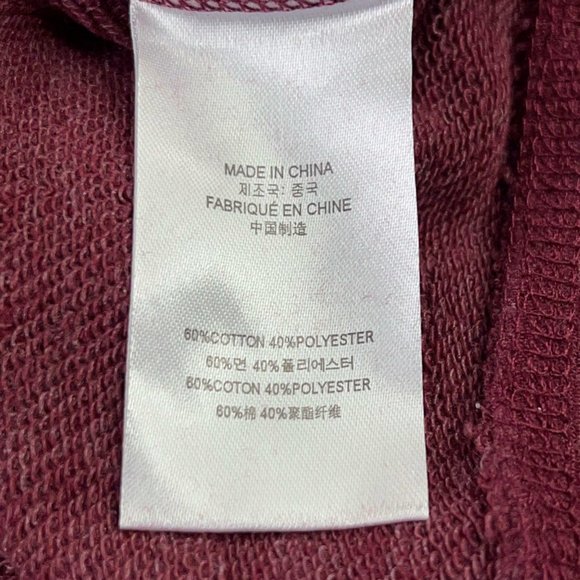 MADE IN CHINA
제조국: 중국
FABRIQUÉ EN CHINE
中国制造
60%COTTON 40%POLYESTER
60%면 40%폴리에스터
60%COTON 40%POLYESTER
60%棉 40%聚酯纤维